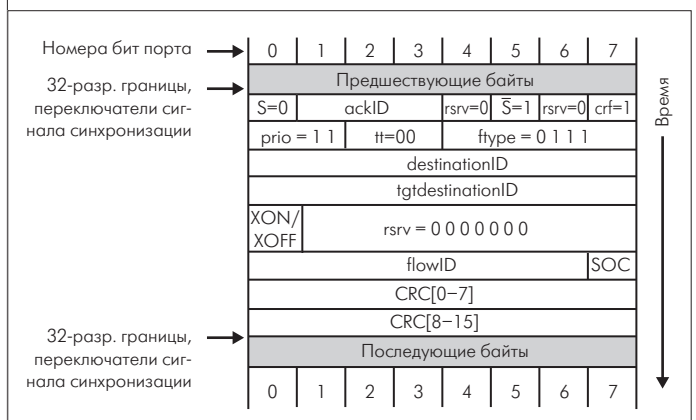 Номера бит порта 0 1 2 3 4 5 6 7
32-разр. границы,
переключатели сиг-
нала синхронизации
Предшествующие байты
S=0 ackID rsrv=0 S̅=1 rsrv=0 crf=1
prio = 1 1 tt=00 ftype = 0 1 1 1
destinationID
tgtdestinationID
XON/
XOFF
rsrv = 0 0 0 0 0 0 0
flowID SOC
CRC[0–7]
CRC[8–15]
32-разр. границы,
переключатели сиг-
нала синхронизации
Последующие байты
0 1 2 3 4 5 6 7
Время